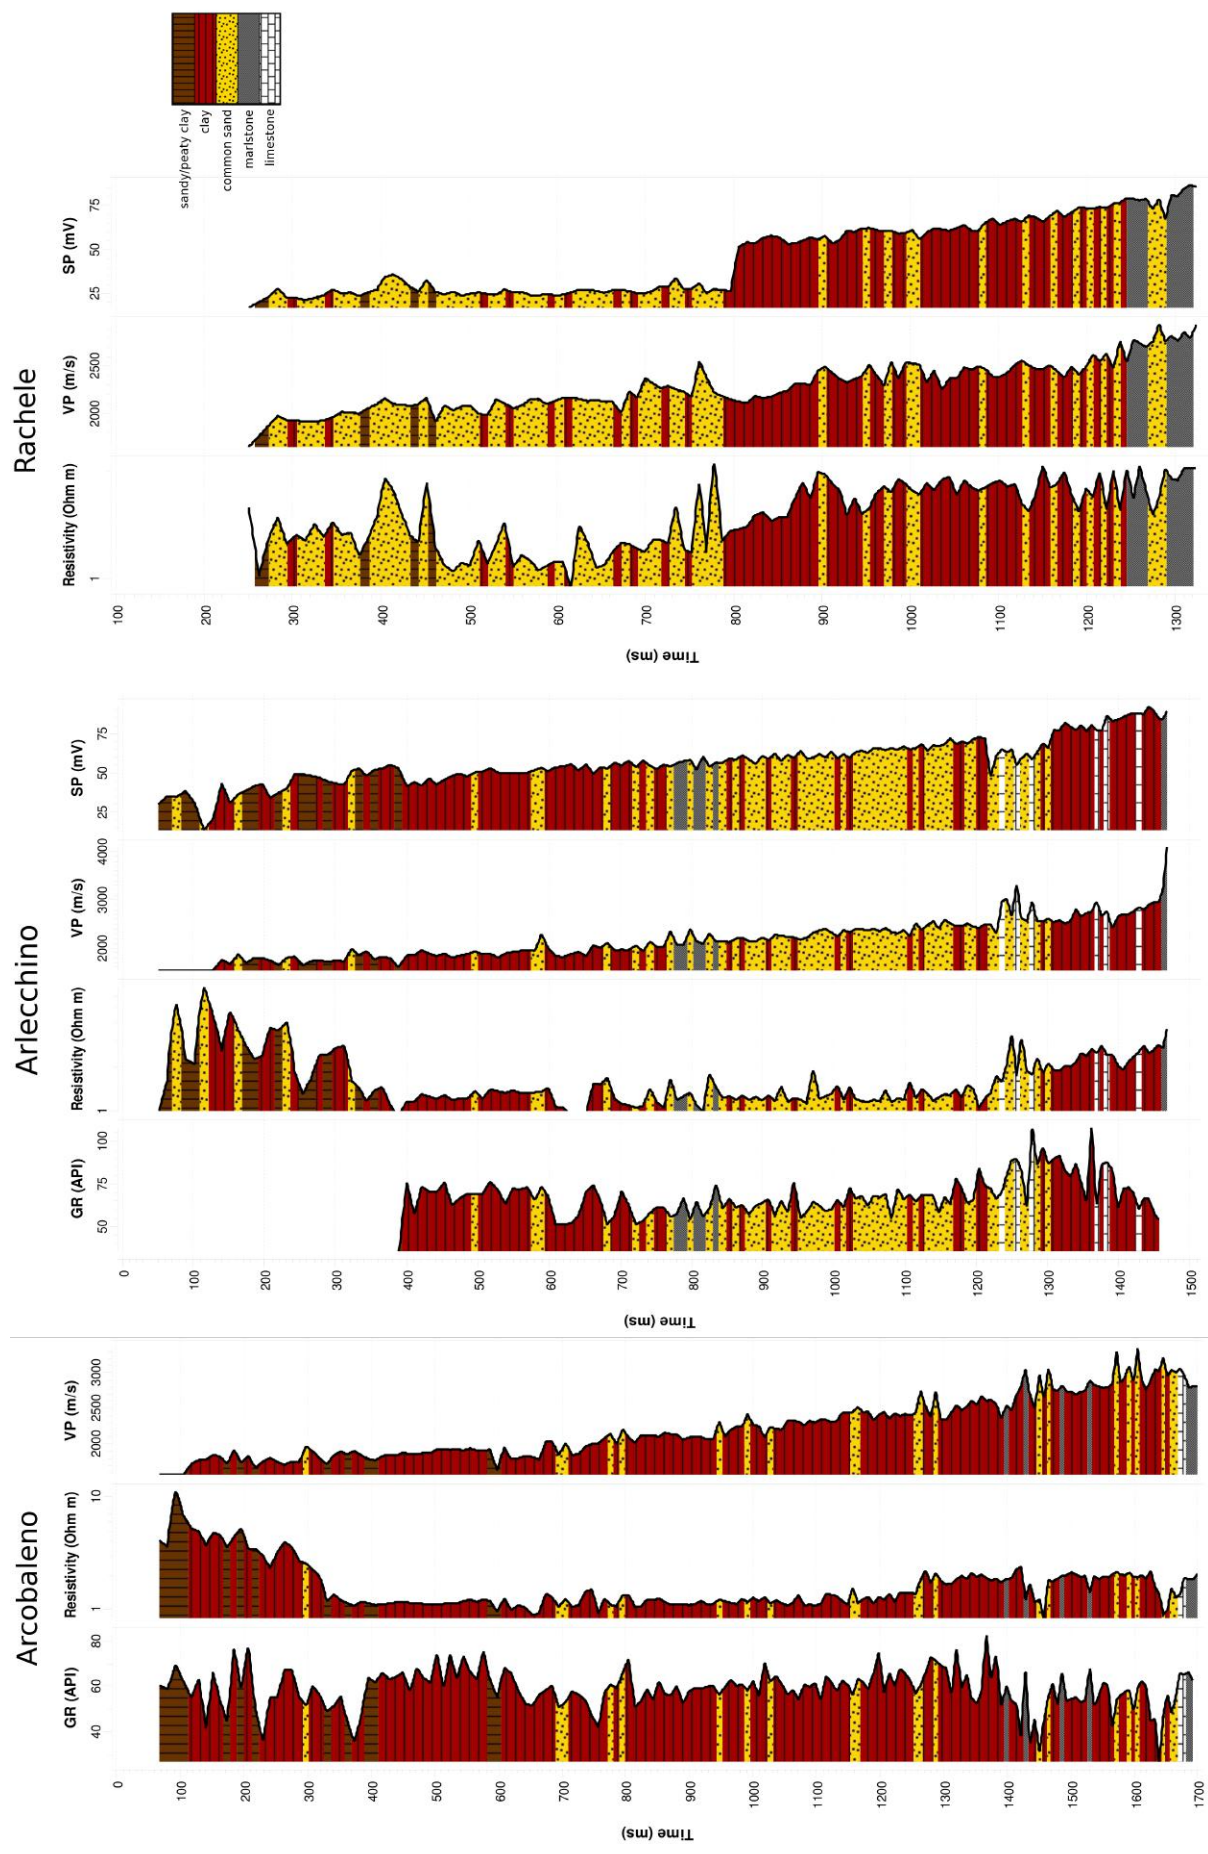 sandy/peaty clay
clay
common sand
marlstone
limestone
Rachele
SP (mV)
25 50 75
VP (m/s)
2000 2500
Resistivity (Ohm m)
1
100 200 300 400 500 600 700 800 900 1000 1100 1200 1300
Time (ms)
Arlecchino
SP (mV)
25 50 75
VP (m/s)
2000 3000 4000
Resistivity (Ohm m)
1
GR (API)
50 75 100
0 100 200 300 400 500 600 700 800 900 1000 1100 1200 1300 1400 1500
Time (ms)
Arcobaleno
VP (m/s)
2000 2500 3000
Resistivity (Ohm m)
1 10
GR (API)
40 60 80
0 100 200 300 400 500 600 700 800 900 1000 1100 1200 1300 1400 1500 1600 1700
Time (ms)